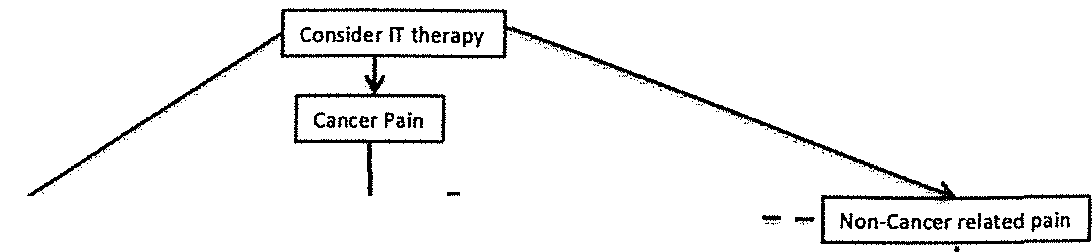 Consider IT therapy
Cancer Pain
Non-Cancer related pain